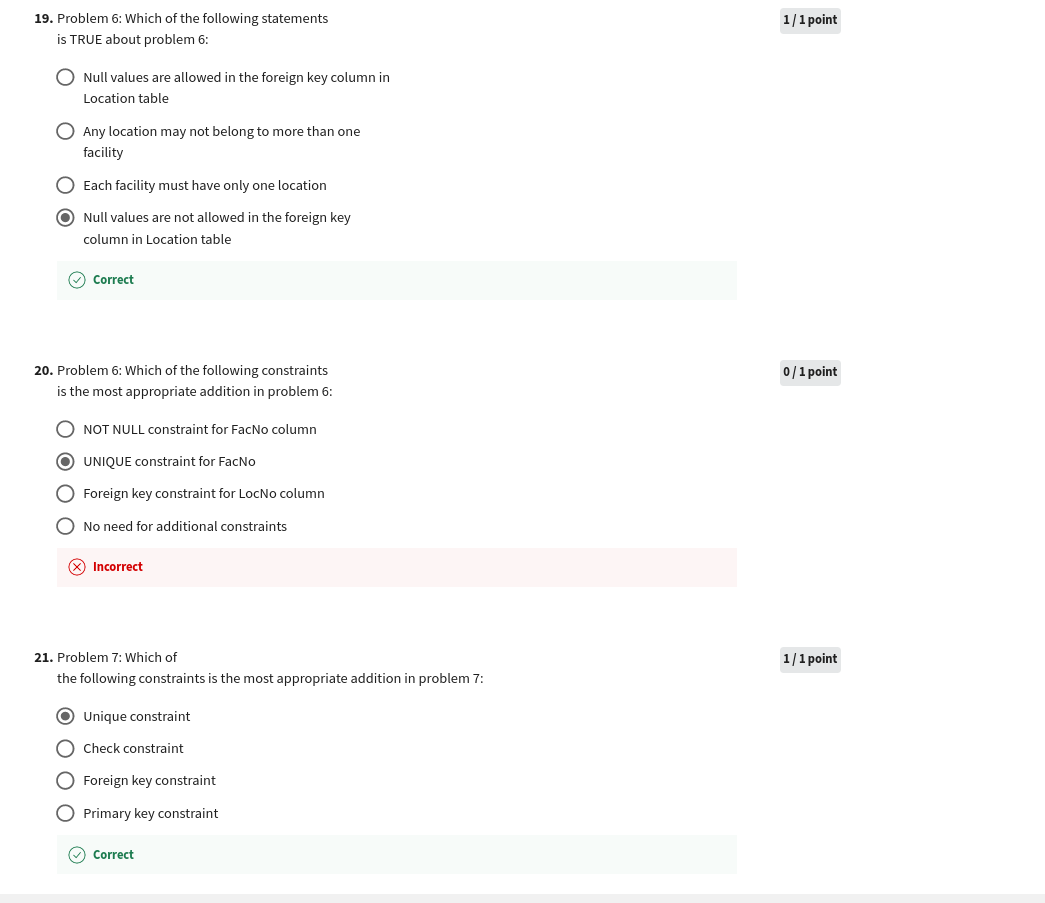 19. Problem 6: Which of the following statements
is TRUE about problem 6:
1 / 1 point
Null values are allowed in the foreign key column in
Location table
Any location may not belong to more than one
facility
Each facility must have only one location
Null values are not allowed in the foreign key
column in Location table
Correct
20. Problem 6: Which of the following constraints
is the most appropriate addition in problem 6:
0 / 1 point
NOT NULL constraint for FacNo column
UNIQUE constraint for FacNo
Foreign key constraint for LocNo column
No need for additional constraints
Incorrect
21. Problem 7: Which of
the following constraints is the most appropriate addition in problem 7:
1 / 1 point
Unique constraint
Check constraint
Foreign key constraint
Primary key constraint
Correct